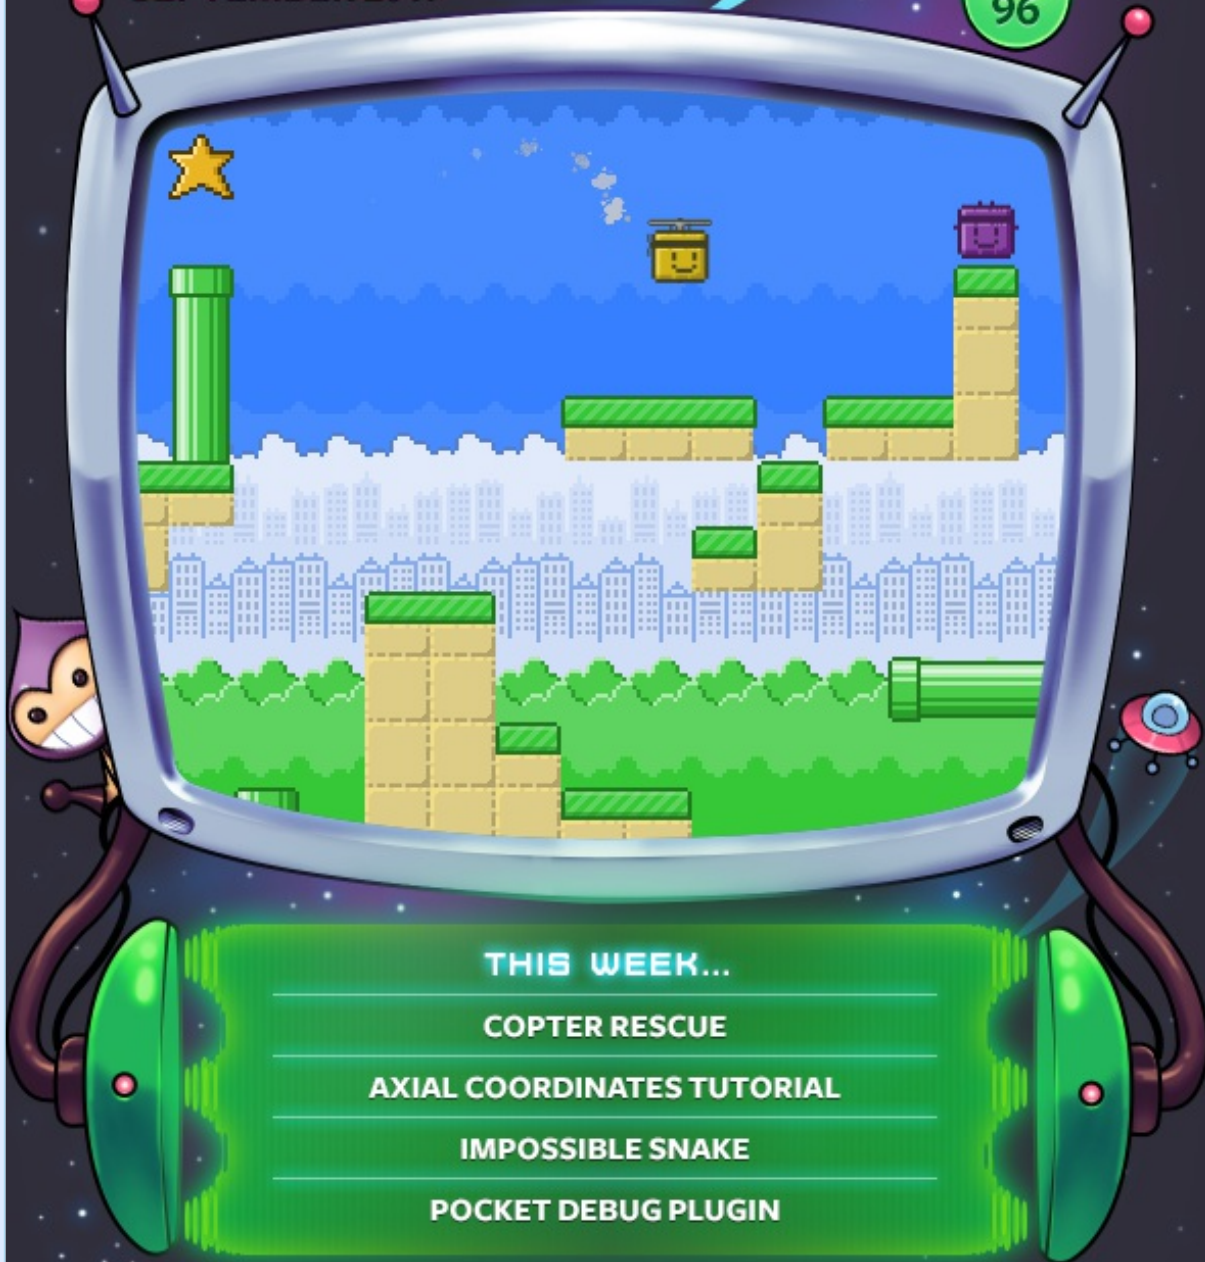 96
THIS WEEK...
COPTER RESCUE
AXIAL COORDINATES TUTORIAL
IMPOSSIBLE SNAKE
POCKET DEBUG PLUGIN